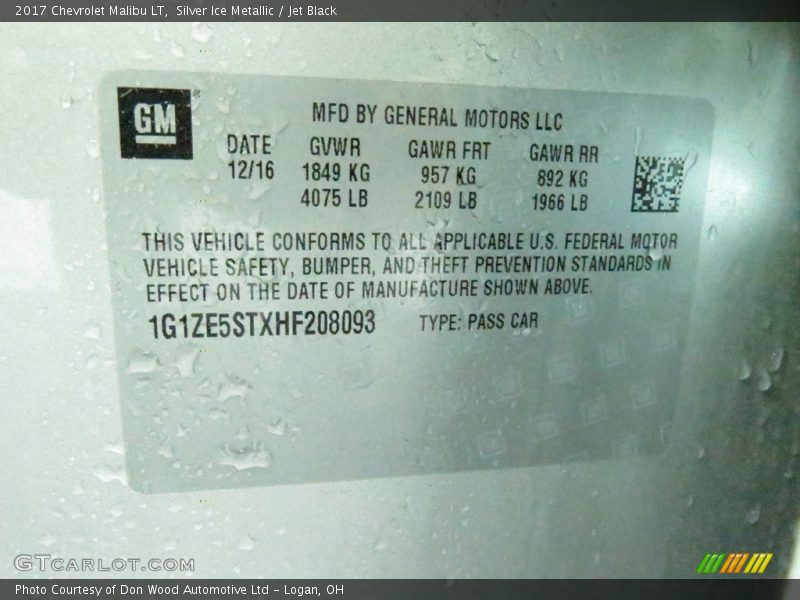 2017 Chevrolet Malibu LT,  Silver Ice Metallic / Jet Black
GM®
MFD BY GENERAL MOTORS LLC
DATE GVWR GAWR FRT GAWR RR
12/16 1849 KG 957 KG 892 KG
4075 LB 2109 LB 1966 LB
THIS VEHICLE CONFORMS TO ALL APPLICABLE U.S. FEDERAL MOTOR
VEHICLE SAFETY, BUMPER, AND THEFT PREVENTION STANDARDS IN
EFFECT ON THE DATE OF MANUFACTURE SHOWN ABOVE.
1G1ZE5STXHF208093 TYPE: PASS CAR
GTCARLOT.COM
Photo Courtesy of Don Wood Automotive Ltd - Logan, OH